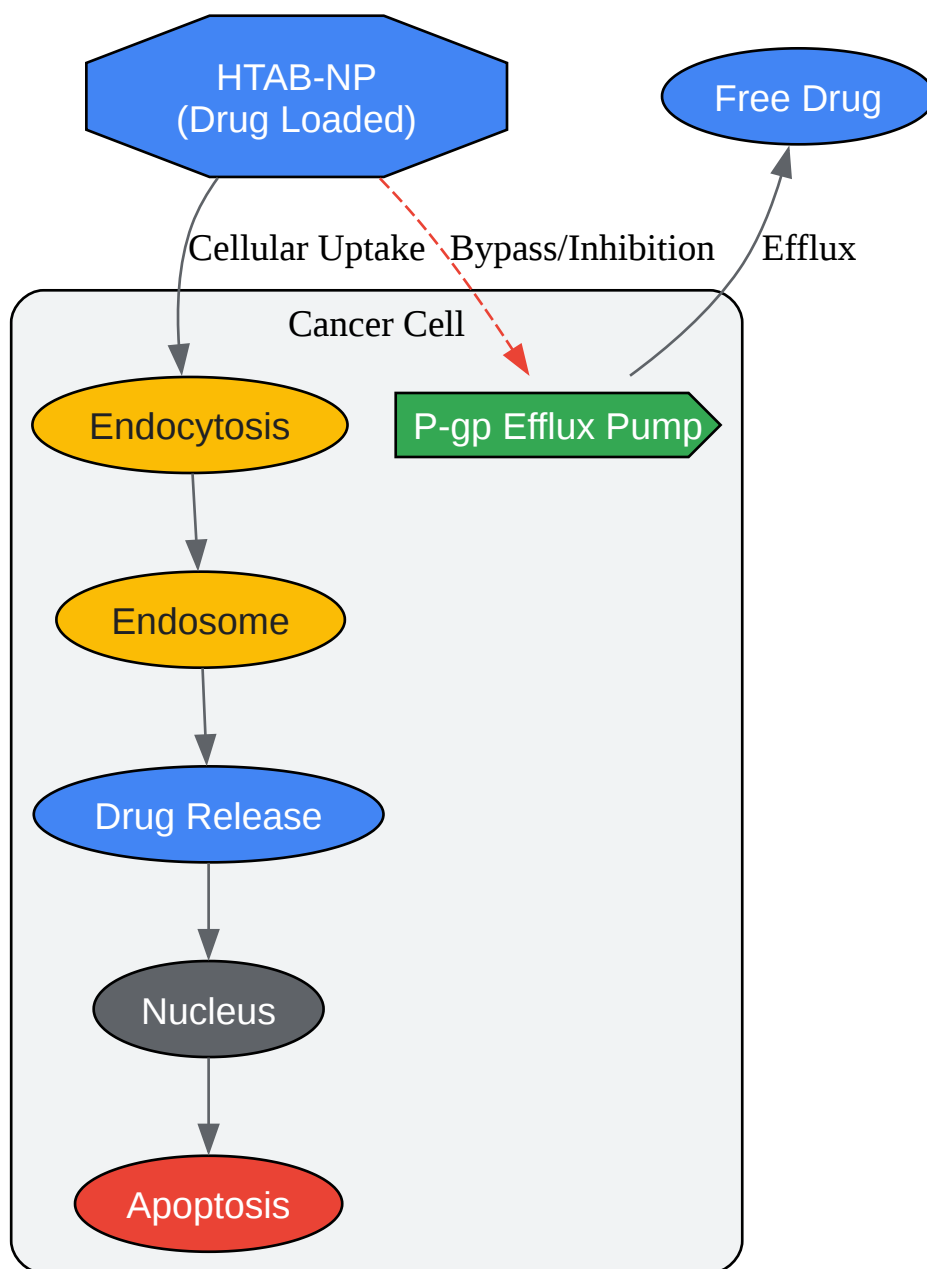 HTAB-NP
(Drug Loaded)
Free Drug
Cellular Uptake
Bypass/Inhibition
Efflux
Cancer Cell
Endocytosis
P-gp Efflux Pump
Endosome
Drug Release
Nucleus
Apoptosis